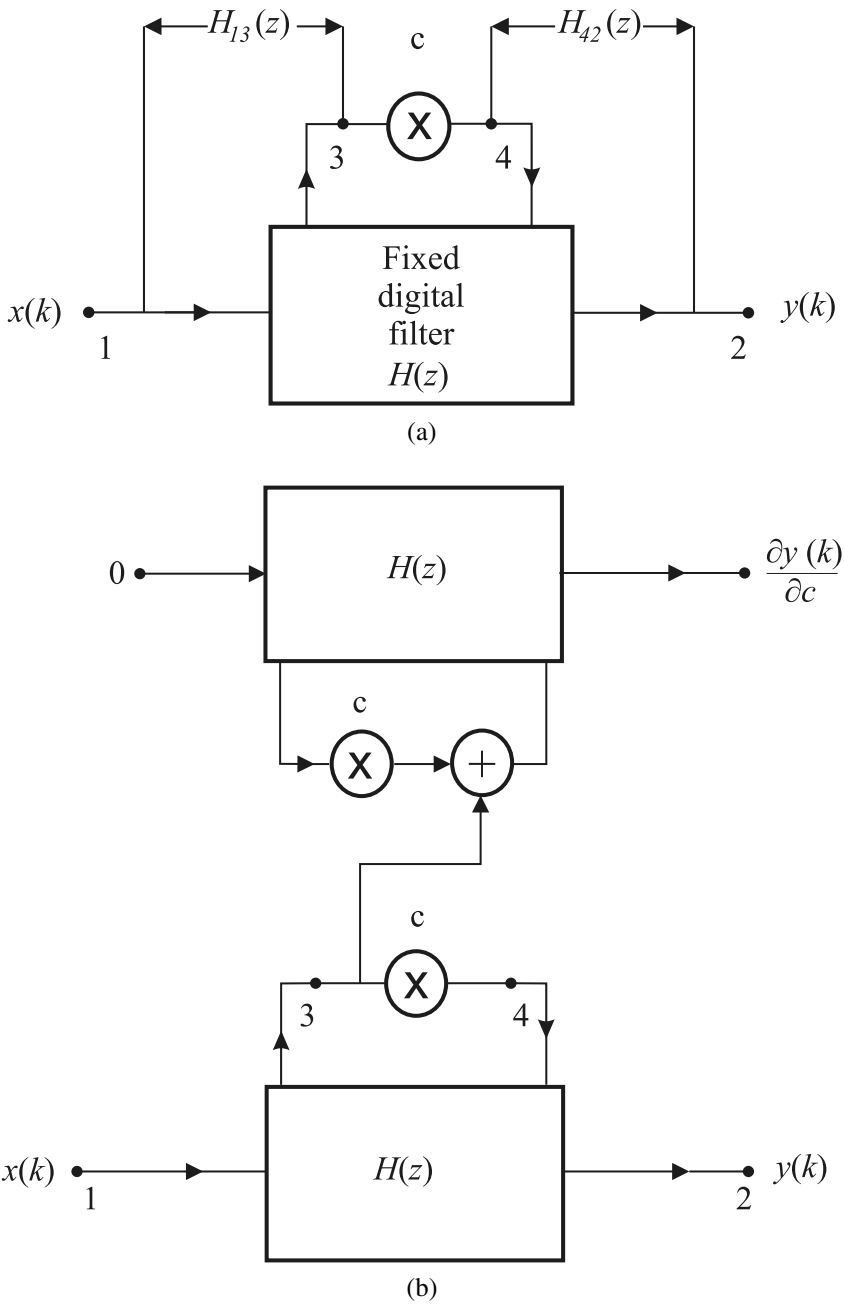 H13(z)
c
H42(z)
X
3
4
Fixed
digital
filter
H(z)
x(k)
1
y(k)
2
(a)
0
H(z)
∂y (k)
∂c
c
X
+
c
X
3
4
x(k)
1
H(z)
y(k)
2
(b)